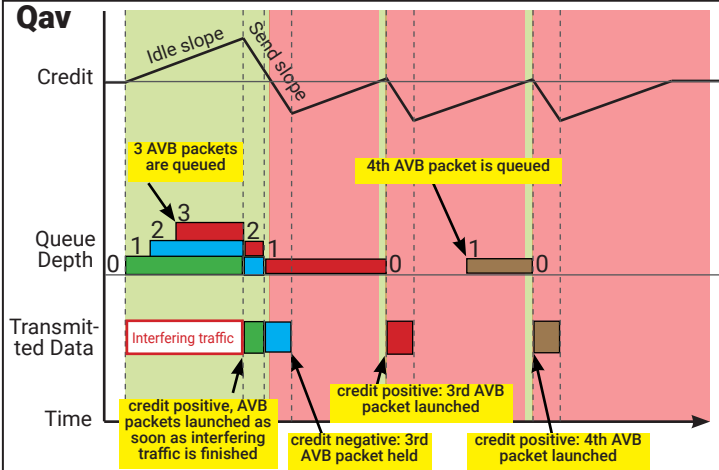 Qav
Idle slope
Send slope
Credit
3 AVB packets
are queued
4th AVB packet is queued
3
2
2
1
1
1
0
0
0
Queue
Depth
Transmit-
ted Data
Interfering traffic
credit positive, AVB
packets launched as
soon as interfering
traffic is finished
credit negative: 3rd
AVB packet held
credit positive: 3rd AVB
packet launched
credit positive: 4th AVB
packet launched
Time